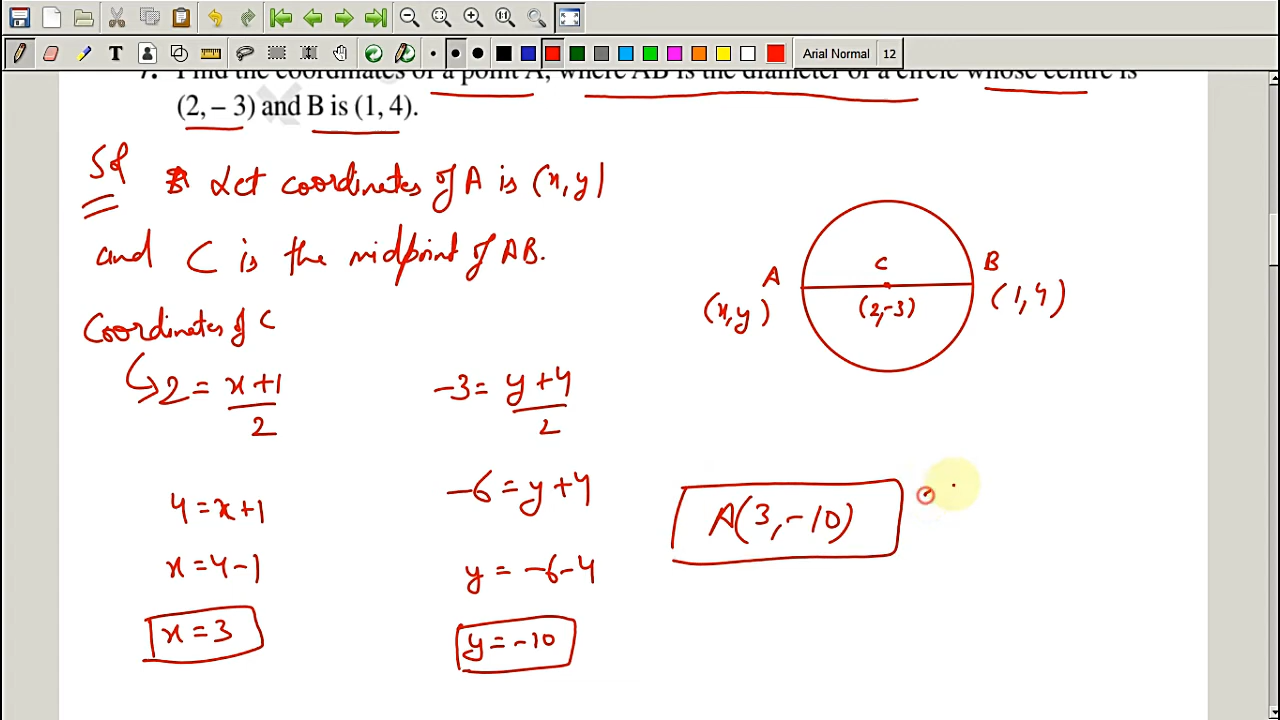 Arial Normal 12
7. Find the coordinates of a point A, where AB is the diameter of a circle whose centre is
(2, – 3) and B is (1, 4).
Sol
Let coordinates of A is (x, y)
and C is the midpoint of AB.
Coordinates of C
2 = x+1/2
-3 = y+4/2
4 = x+1
-6 = y+4
x = 4-1
y = -6-4
x = 3
y = -10
A
C
B
(x, y)
(2, -3)
(1, 4)
A(3, -10)